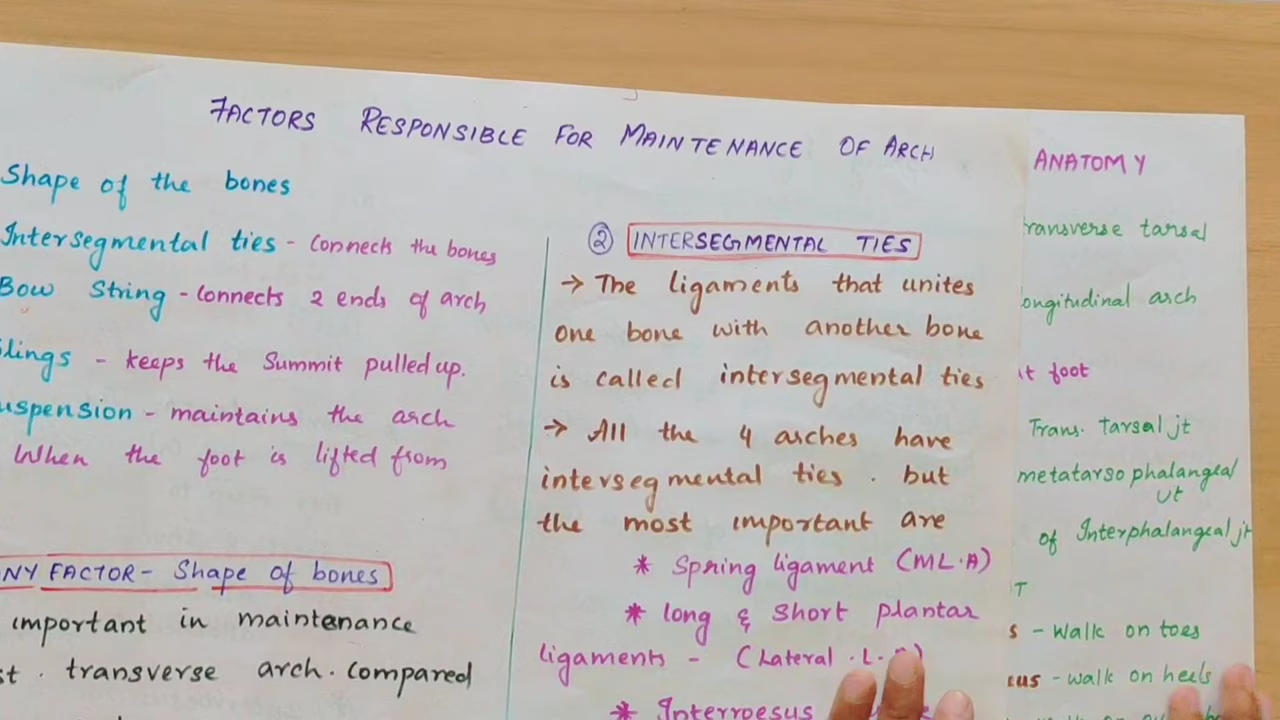 FACTORS RESPONSIBLE FOR MAINTENANCE OF ARCH
Shape of the bones
Intersegmental ties - Connects the bones
Bow String - Connects 2 ends of arch
lings - keeps the Summit pulled up.
uspension - maintains the arch
When the foot is lifted from
NY FACTOR - Shape of bones
important in maintenance
st. transverse arch. compared
② INTERSEGMENTAL TIES
→ The ligaments that unites
one bone with another bone
is called intersegmental ties
→ All the 4 arches have
intersegmental ties. but
the most important are
* Spring ligament (ML.A)
* long & short plantar
ligaments - (Lateral .L.
* Interroesus
ANATOMY
ransverse tarsal
ongitudinal arch
t foot
Trans. tarsal jt
metatarso phalangeal
Jt
of Interphalangeal jt
T
s - walk on toes
us - walk on heels